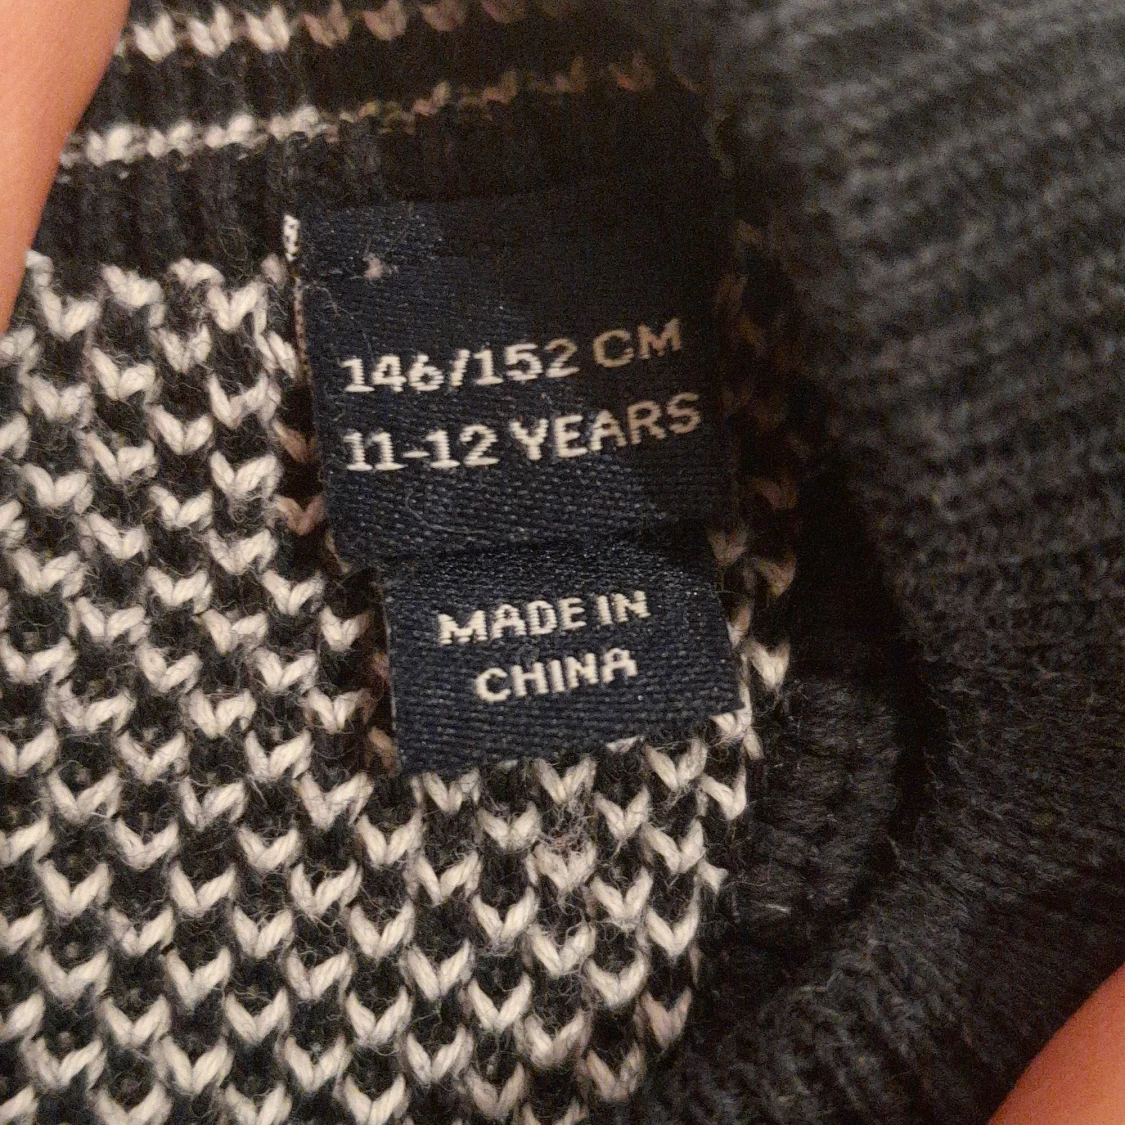 146/152 CM
11-12 YEARS
MADE IN
CHINA